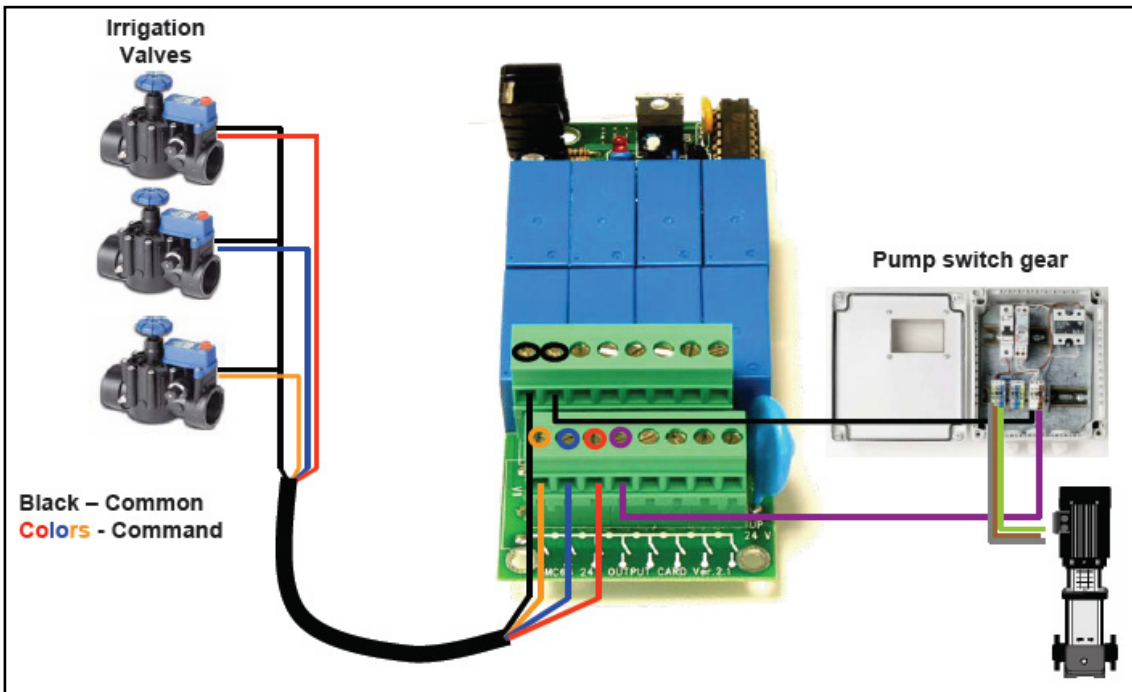 Irrigation
Valves
Pump switch gear
Black – Common
Colors - Command
24 V
OUTPUT CARD Ver.2.1